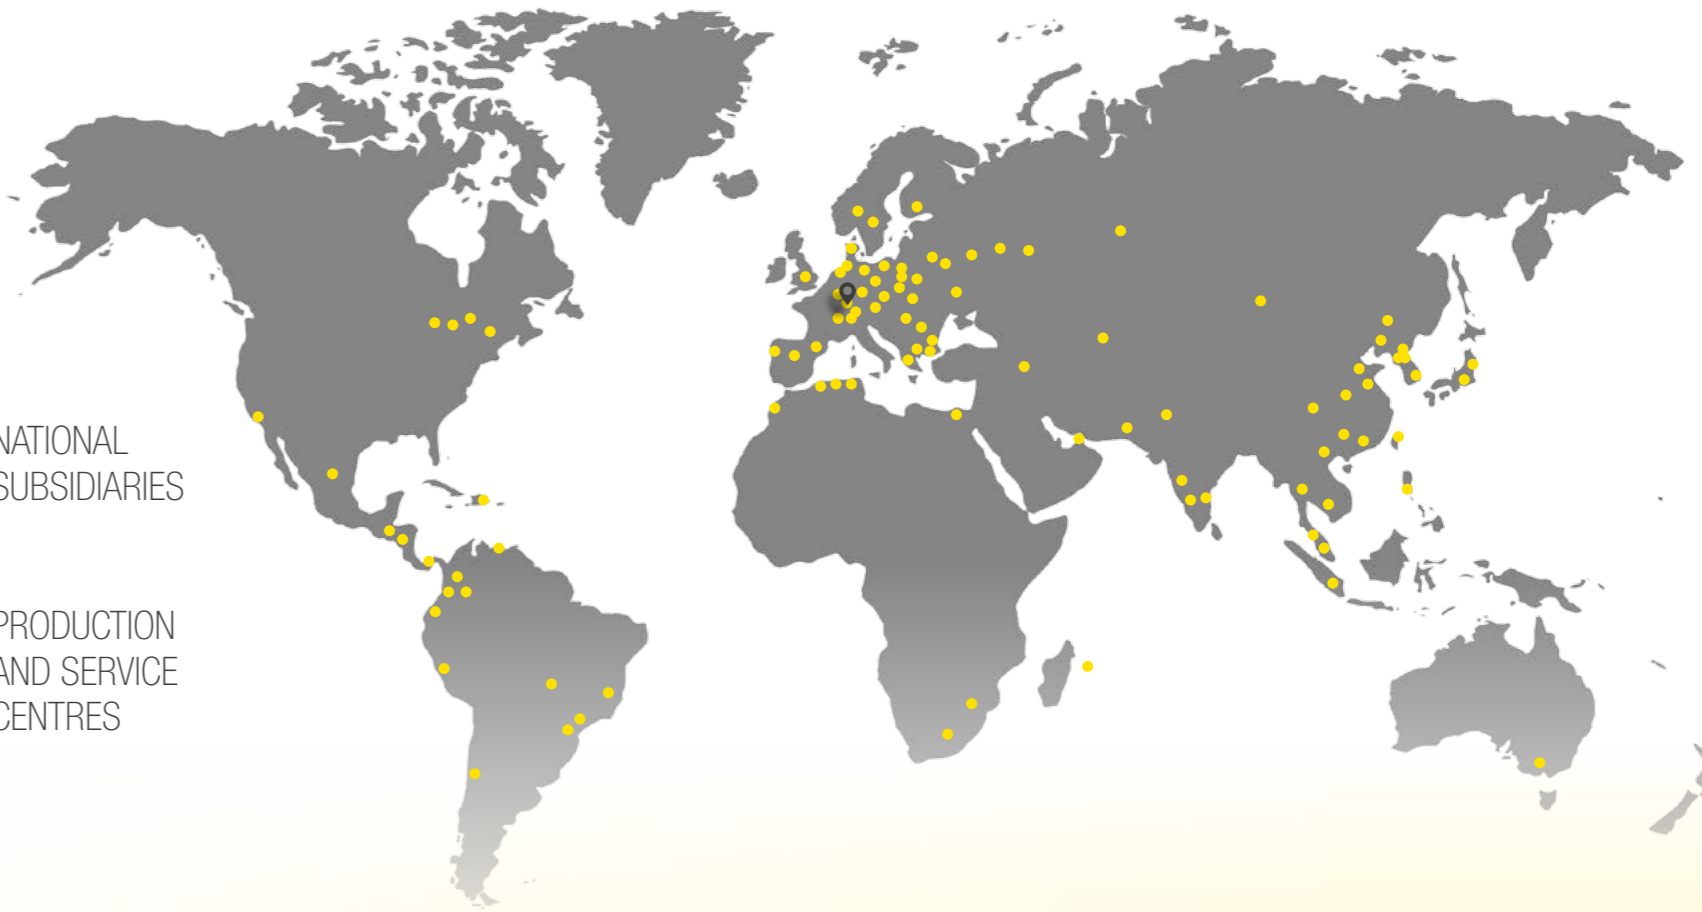 NATIONAL
SUBSIDIARIES
PRODUCTION
AND SERVICE
CENTRES